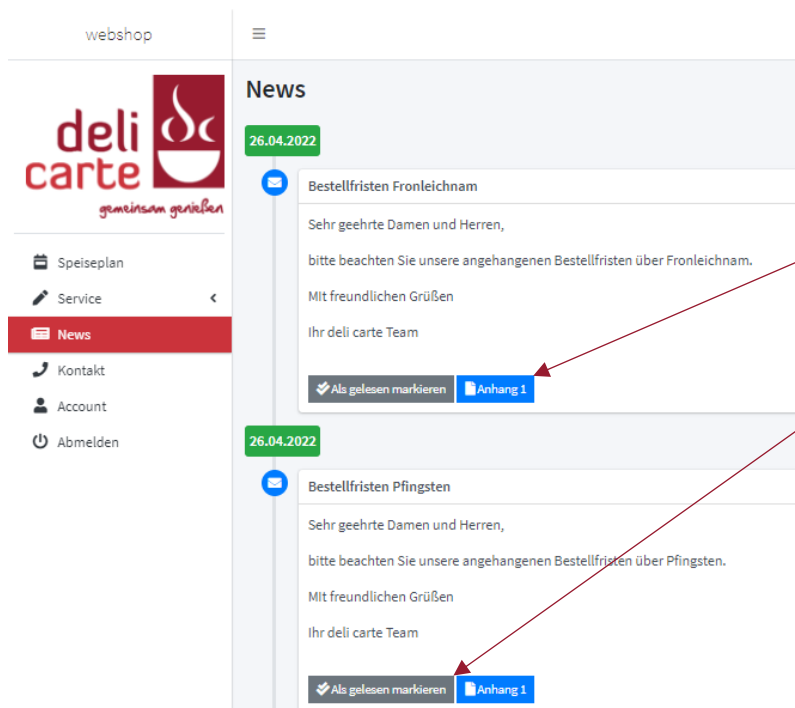 webshop
deli
carte
gemeinsam genießen
Speiseplan
Service
News
Kontakt
Account
Abmelden
News
26.04.2022
Bestellfristen Fronleichnam
Sehr geehrte Damen und Herren,
bitte beachten Sie unsere angehangenen Bestellfristen über Fronleichnam.
MIt freundlichen Grüßen
Ihr deli carte Team
Als gelesen markieren Anhang 1
26.04.2022
Bestellfristen Pfingsten
Sehr geehrte Damen und Herren,
bitte beachten Sie unsere angehangenen Bestellfristen über Pfingsten.
MIt freundlichen Grüßen
Ihr deli carte Team
Als gelesen markieren Anhang 1